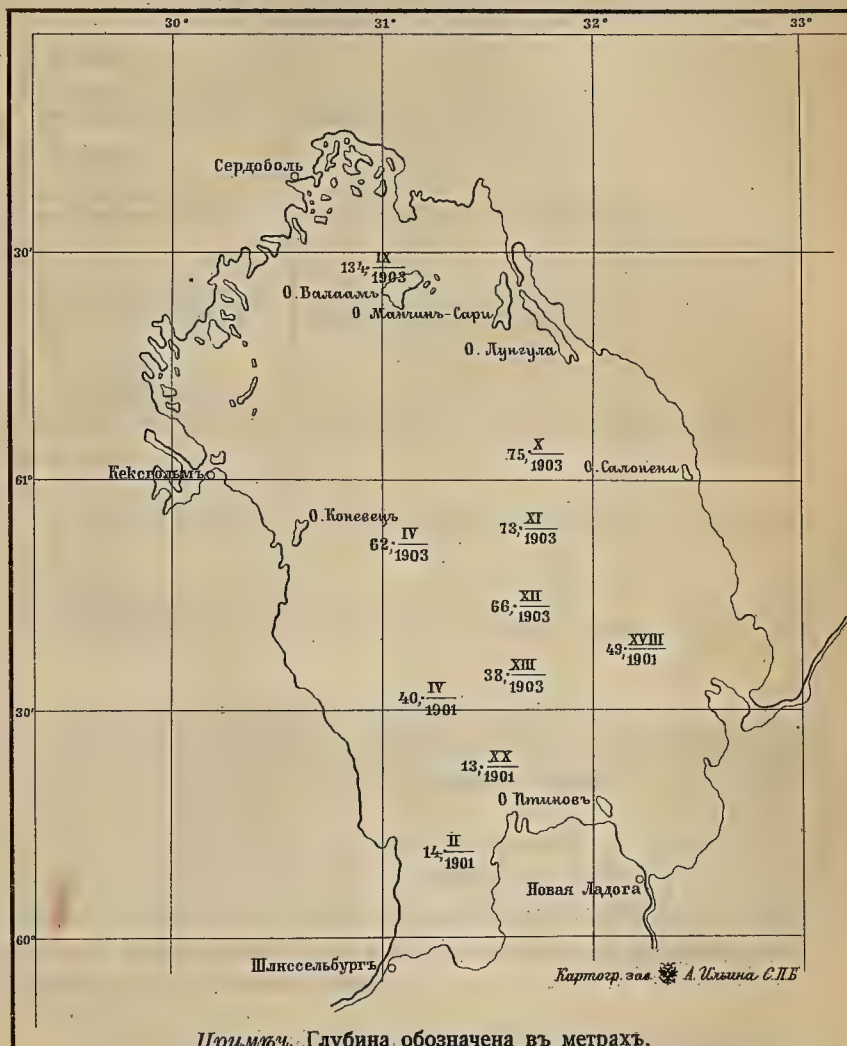 30° 31° 32° 33°
Сердоболь
30′
134; IX
1903
О. Валаамъ
О Манчинъ-Сари
О. Лунгула
75; X
1903
О. Салонени
Кексгольмъ
61°
О. Коневецъ
62; IV
1903
73; XI
1903
66; XII
1903
49; XVIII
1901
38; XIII
1903
40; IV
1901
30′
13; XX
1901
О Птиновъ
14; II
1901
Новая Ладога
60°
Шлиссельбургъ
Картогр. зав. А. Ильина С.П.Б
Примѣч. Глубина обозначена въ метрахъ.